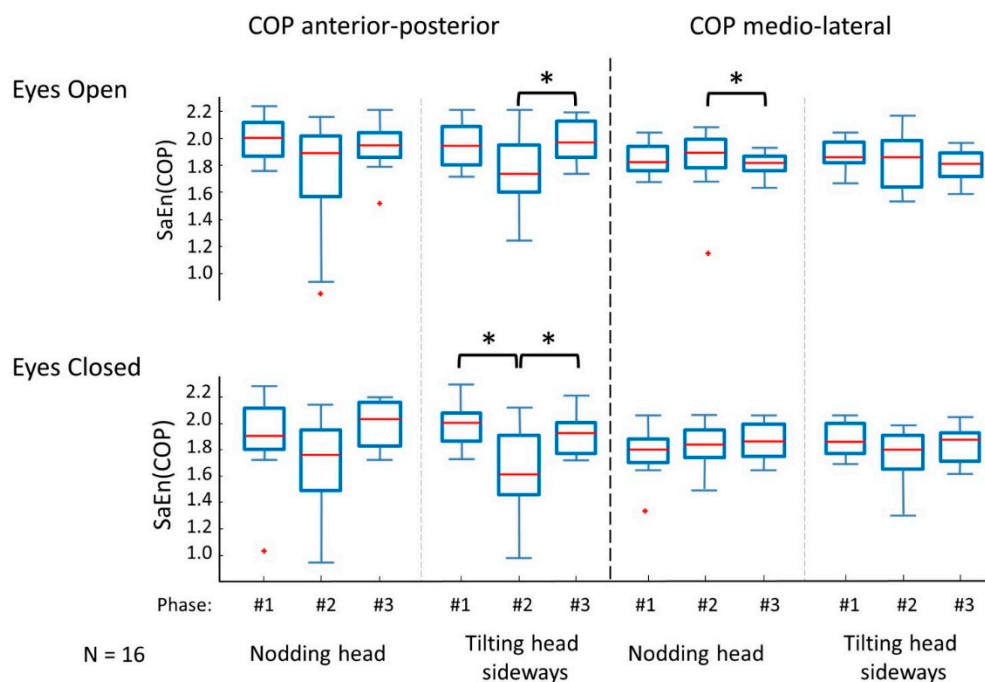 COP anterior-posterior COP medio-lateral
Eyes Open
* *
SaEn(COP)
2.2
2.0
1.8
1.6
1.4
1.2
1.0
Eyes Closed
* *
SaEn(COP)
2.2
2.0
1.8
1.6
1.4
1.2
1.0
Phase: #1 #2 #3 #1 #2 #3 #1 #2 #3 #1 #2 #3
N = 16 Nodding head Tilting head sideways Nodding head Tilting head sideways